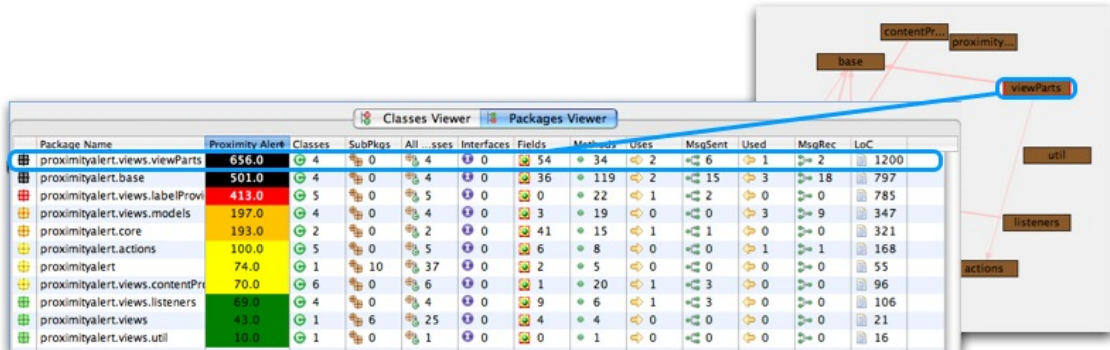 contentPr...
proximity...
base
viewParts
util
listeners
actions
Classes Viewer Packages Viewer
Package Name Proximity Alert Classes SubPkgs All ...sses Interfaces Fields Methods Uses MsgSent Used MsgRec LoC
proximityalert.views.viewParts 656.0 4 0 4 0 54 34 2 6 1 2 1200
proximityalert.base 501.0 4 0 4 0 36 119 2 15 3 18 797
proximityalert.views.labelProvi 413.0 5 0 5 0 0 22 1 2 0 0 785
proximityalert.views.models 197.0 4 0 4 0 3 19 0 0 3 9 347
proximityalert.core 193.0 2 0 2 0 41 15 1 1 0 0 321
proximityalert.actions 100.0 5 0 5 0 6 8 0 0 1 1 168
proximityalert 74.0 1 10 37 0 2 5 0 0 0 0 55
proximityalert.views.contentPro 70.0 6 0 6 0 1 20 1 3 0 0 96
proximityalert.views.listeners 69.0 4 0 4 0 9 6 1 3 0 0 106
proximityalert.views 43.0 1 6 25 0 4 4 0 0 0 0 21
proximityalert.views.util 10.0 1 0 1 0 0 1 0 0 0 0 16